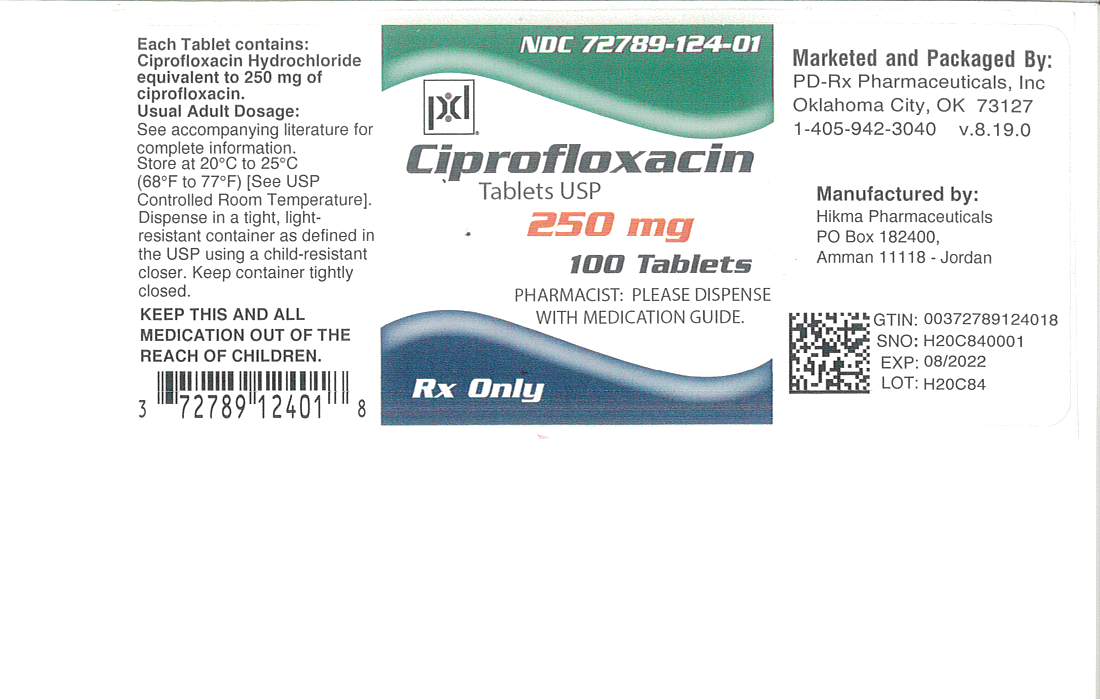 Each Tablet contains:
Ciprofloxacin Hydrochloride
equivalent to 250 mg of
ciprofloxacin.
Usual Adult Dosage:
See accompanying literature for
complete information.
Store at 20°C to 25°C
(68°F to 77°F) [See USP
Controlled Room Temperature].
Dispense in a tight, light-
resistant container as defined in
the USP using a child-resistant
closer. Keep container tightly
closed.
KEEP THIS AND ALL
MEDICATION OUT OF THE
REACH OF CHILDREN.
3 72789 12401 8
NDC 72789-124-01
pxd
Ciprofloxacin
Tablets USP
250 mg
100 Tablets
PHARMACIST: PLEASE DISPENSE
WITH MEDICATION GUIDE.
Rx Only
Marketed and Packaged By:
PD-Rx Pharmaceuticals, Inc
Oklahoma City, OK 73127
1-405-942-3040 v.8.19.0
Manufactured by:
Hikma Pharmaceuticals
PO Box 182400,
Amman 11118 - Jordan
GTIN: 00372789124018
SNO: H20C840001
EXP: 08/2022
LOT: H20C84